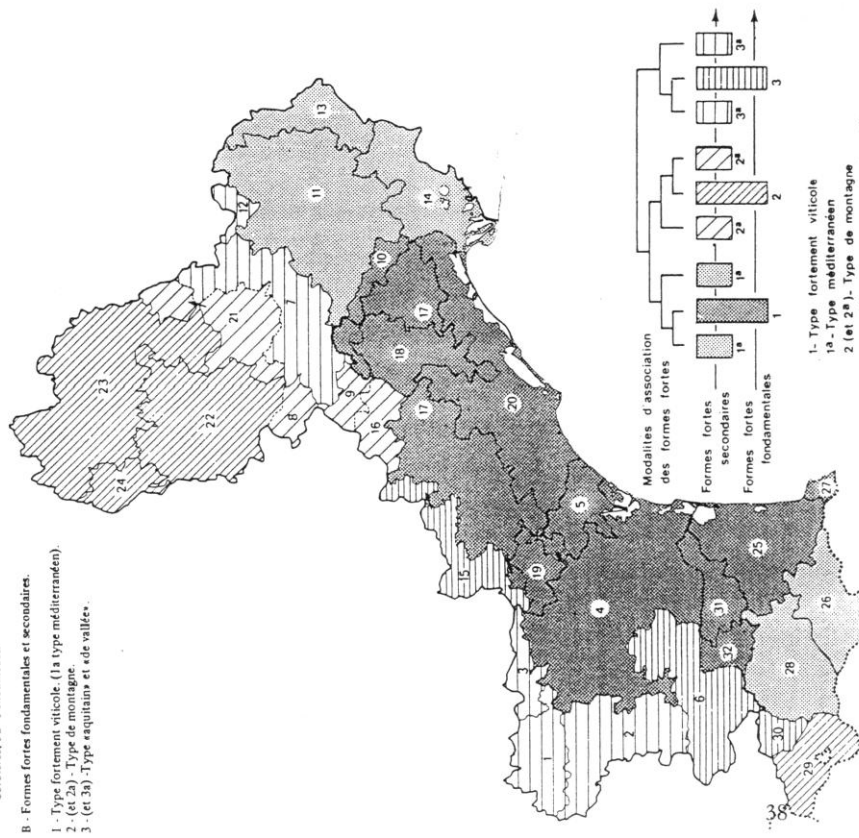 B - Formes fortes fondamentales et secondaires.
1 - Type fortement viticole. (1a type méditerranéen).
2 - (et 2a) - Type de montagne.
3 - (et 3a) - Type «aquitain» et «de vallée».
23
24
22
21
12
7
8
9
16
11
13
14
10
17
18
17
20
15
19
5
3
4
1
2
6
31
32
25
27
26
28
30
29
Modalités d'association
des formes fortes
Formes fortes
secondaires
Formes fortes
fondamentales
1ª
1
1ª
2ª
2
2ª
3ª
3
3ª
1- Type fortement viticole
1ª - Type méditerranéen
2 (et 2ª)- Type de montagne
38